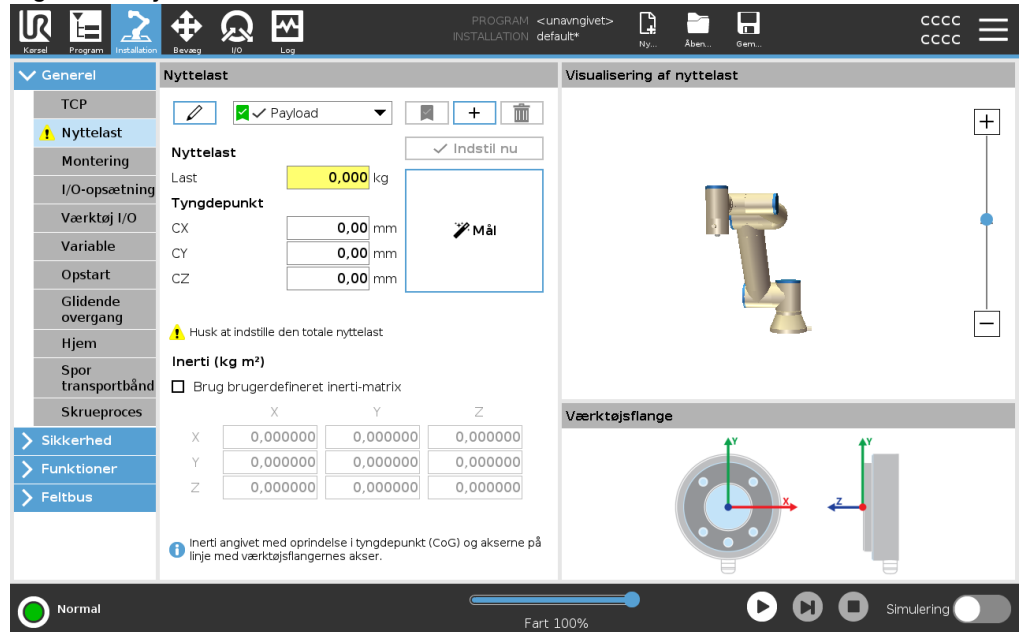 PROGRAM <unavngivet>
INSTALLATION default*
Kørsel
Program
Installation
Bevæg
I/O
Log
Ny...
Åben...
Gem...
CCCC
CCCC
Generel
TCP
Nyttelast
Montering
I/O-opsætning
Værktøj I/O
Variable
Opstart
Glidende
overgang
Hjem
Spor
transportbånd
Skrueproces
Sikkerhed
Funktioner
Feltbus
Nyttelast
Payload
Indstil nu
Nyttelast
Last 0,000 kg
Tyngdepunkt
CX 0,00 mm
CY 0,00 mm
CZ 0,00 mm
Mål
Husk at indstille den totale nyttelast
Inerti (kg m²)
Brug brugerdefineret inerti-matrix
X Y Z
X 0,000000 0,000000 0,000000
Y 0,000000 0,000000 0,000000
Z 0,000000 0,000000 0,000000
Inerti angivet med oprindelse i tyngdepunkt (CoG) og akserne på
linje med værktøjsflangernes akser.
Visualisering af nyttelast
Værktøjsflange
Y
X
Y
Z
Normal
Fart 100%
Simulering